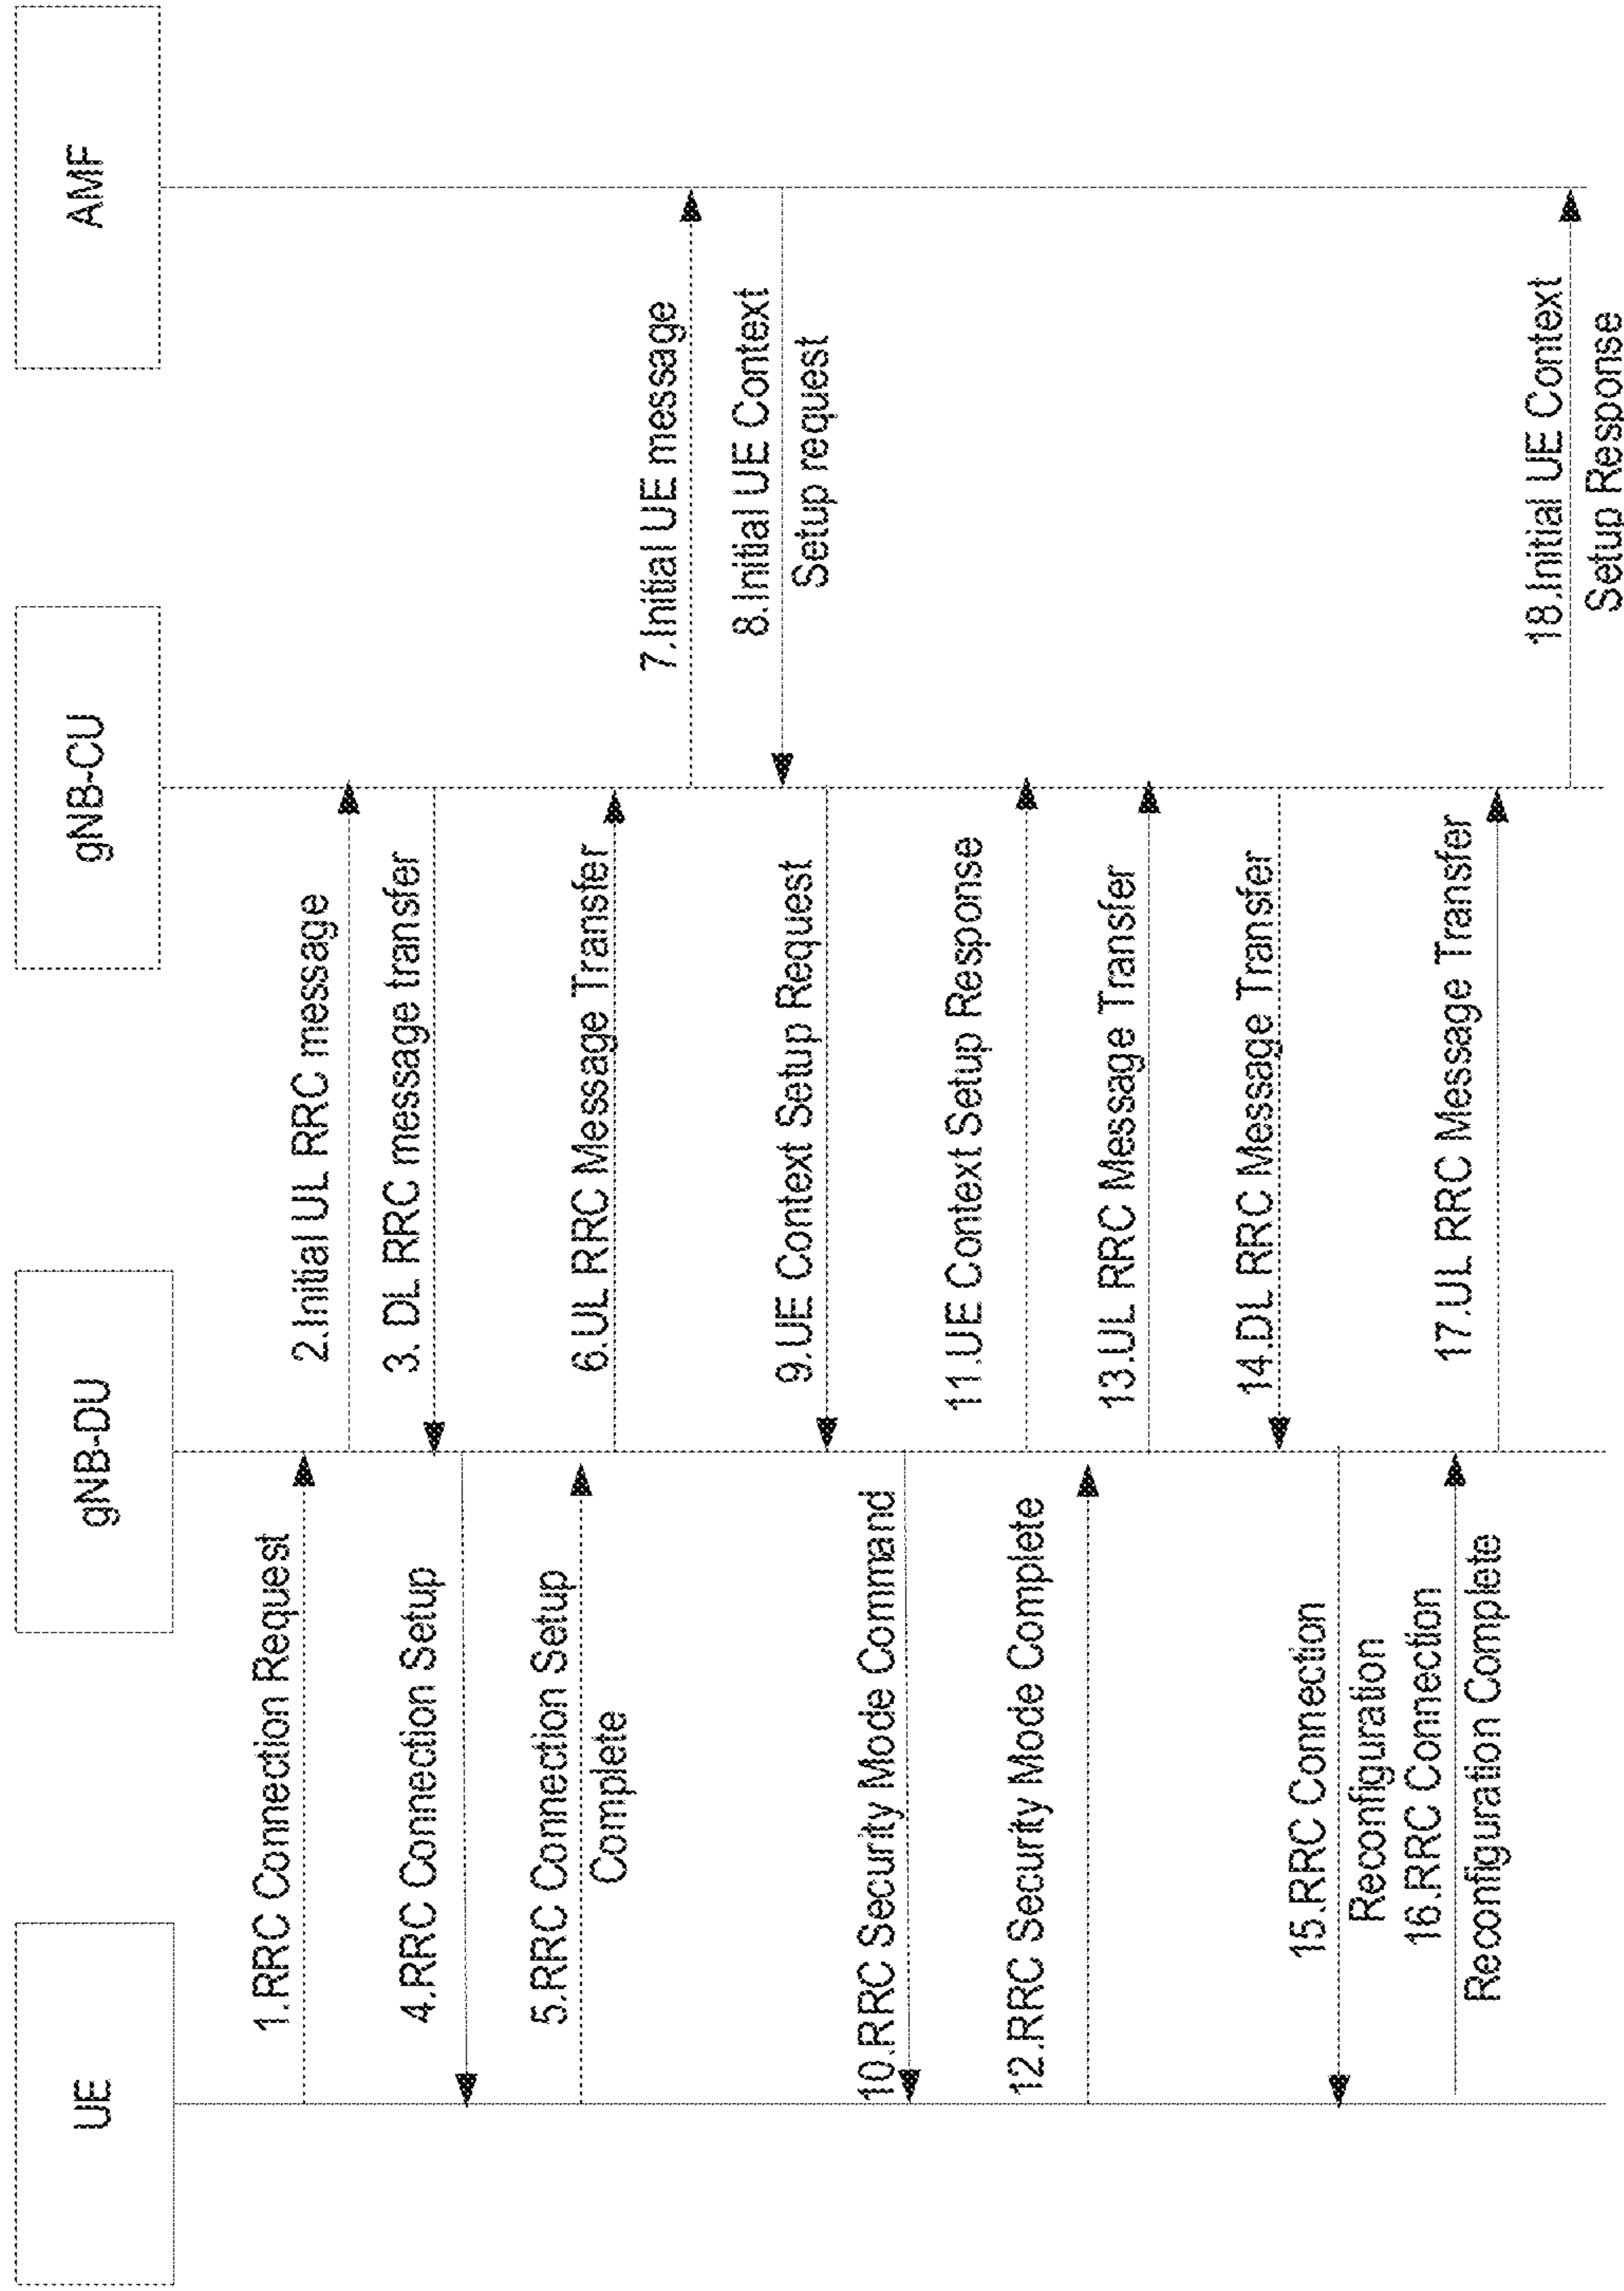 UE
gNB-DU
gNB-CU
AMF
1.RRC Connection Request
2.Initial UL RRC message
3. DL RRC message transfer
4.RRC Connection Setup
5.RRC Connection Setup
Complete
6.UL RRC Message Transfer
7.Initial UE message
8.Initial UE Context
Setup request
9.UE Context Setup Request
10.RRC Security Mode Command
11.UE Context Setup Response
12.RRC Security Mode Complete
13.UL RRC Message Transfer
14.DL RRC Message Transfer
15.RRC Connection
Reconfiguration
16.RRC Connection
Reconfiguration Complete
17.UL RRC Message Transfer
18.Initial UE Context
Setup Response